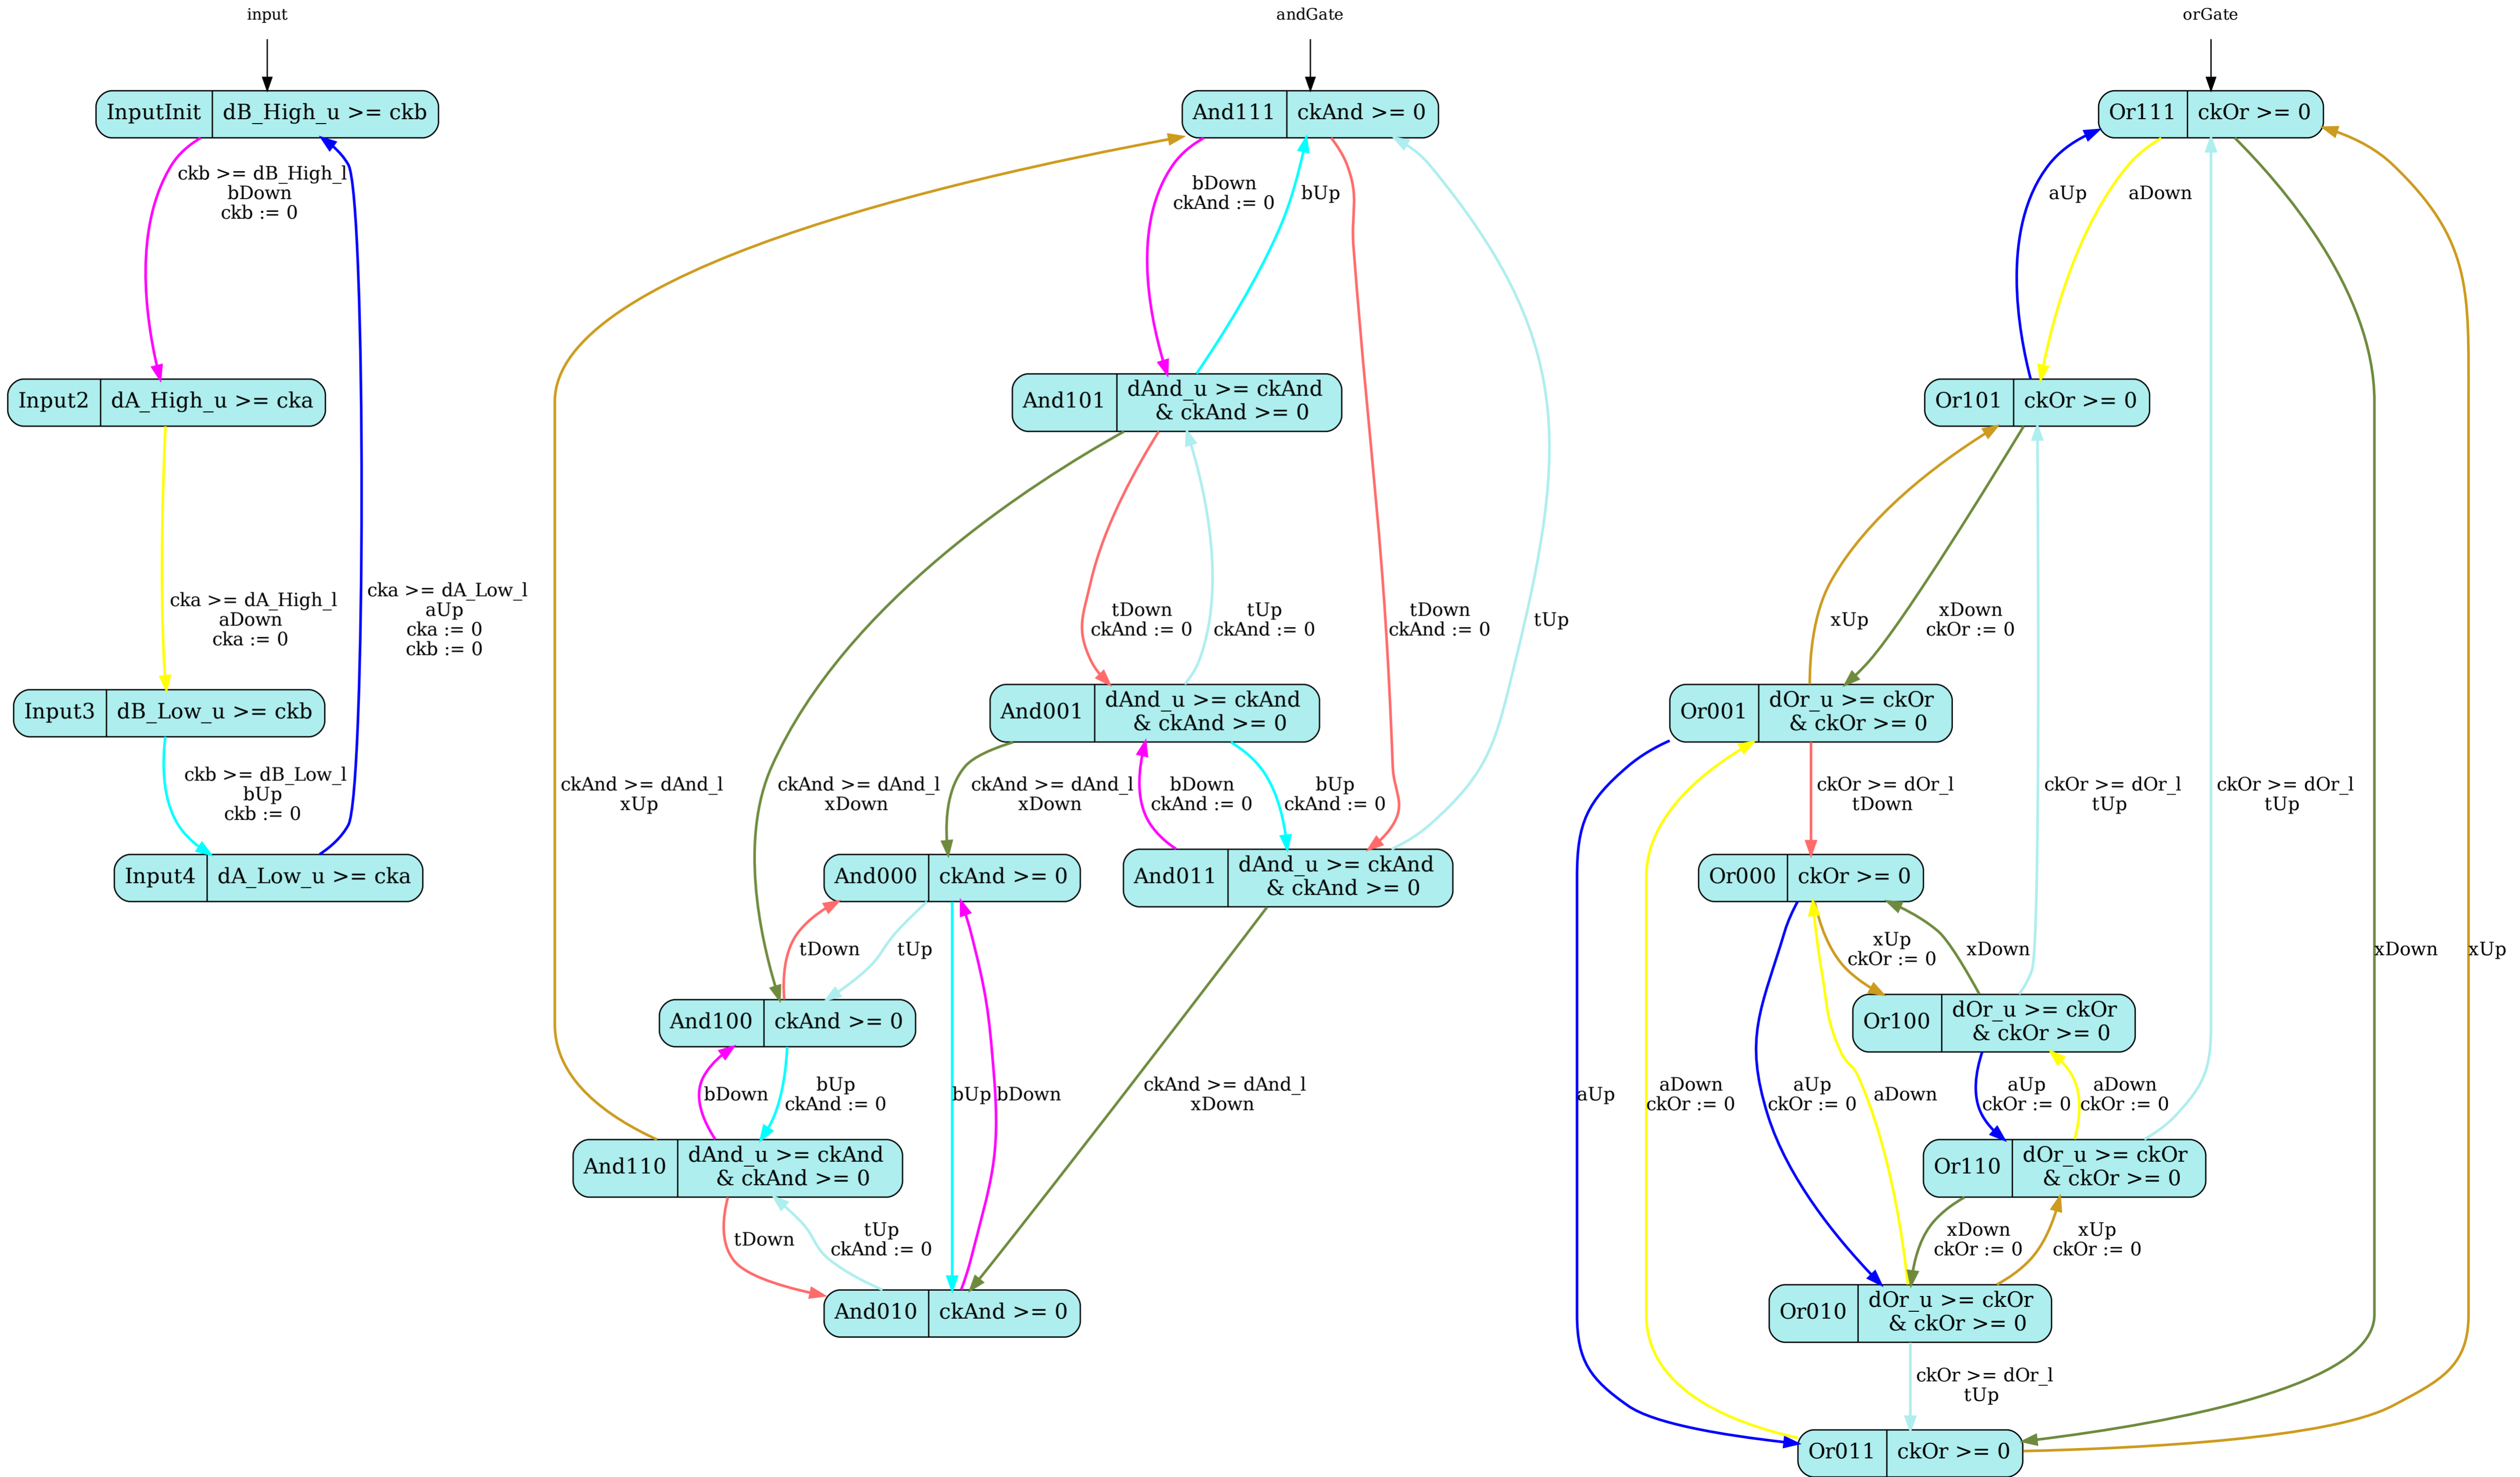 input
InputInit
dB_High_u >= ckb
ckb >= dB_High_l
bDown
ckb := 0
Input2
dA_High_u >= cka
cka >= dA_High_l
aDown
cka := 0
cka >= dA_Low_l
aUp
cka := 0
ckb := 0
Input3
dB_Low_u >= ckb
ckb >= dB_Low_l
bUp
ckb := 0
Input4
dA_Low_u >= cka
andGate
And111
ckAnd >= 0
bDown
ckAnd := 0
bUp
And101
dAnd_u >= ckAnd
& ckAnd >= 0
tDown
ckAnd := 0
tUp
ckAnd := 0
tDown
ckAnd := 0
tUp
And001
dAnd_u >= ckAnd
& ckAnd >= 0
ckAnd >= dAnd_l
xUp
ckAnd >= dAnd_l
xDown
ckAnd >= dAnd_l
xDown
bDown
ckAnd := 0
bUp
ckAnd := 0
And000
ckAnd >= 0
And011
dAnd_u >= ckAnd
& ckAnd >= 0
tDown
tUp
And100
ckAnd >= 0
bDown
bUp
ckAnd := 0
bUp
bDown
ckAnd >= dAnd_l
xDown
And110
dAnd_u >= ckAnd
& ckAnd >= 0
tDown
tUp
ckAnd := 0
And010
ckAnd >= 0
orGate
Or111
ckOr >= 0
aUp
aDown
Or101
ckOr >= 0
xUp
xDown
ckOr := 0
Or001
dOr_u >= ckOr
& ckOr >= 0
ckOr >= dOr_l
tDown
ckOr >= dOr_l
tUp
ckOr >= dOr_l
tUp
Or000
ckOr >= 0
xUp
ckOr := 0
xDown
xDown
xUp
Or100
dOr_u >= ckOr
& ckOr >= 0
aUp
aDown
ckOr := 0
aUp
ckOr := 0
aDown
aUp
ckOr := 0
aDown
ckOr := 0
Or110
dOr_u >= ckOr
& ckOr >= 0
xDown
ckOr := 0
xUp
ckOr := 0
Or010
dOr_u >= ckOr
& ckOr >= 0
ckOr >= dOr_l
tUp
Or011
ckOr >= 0